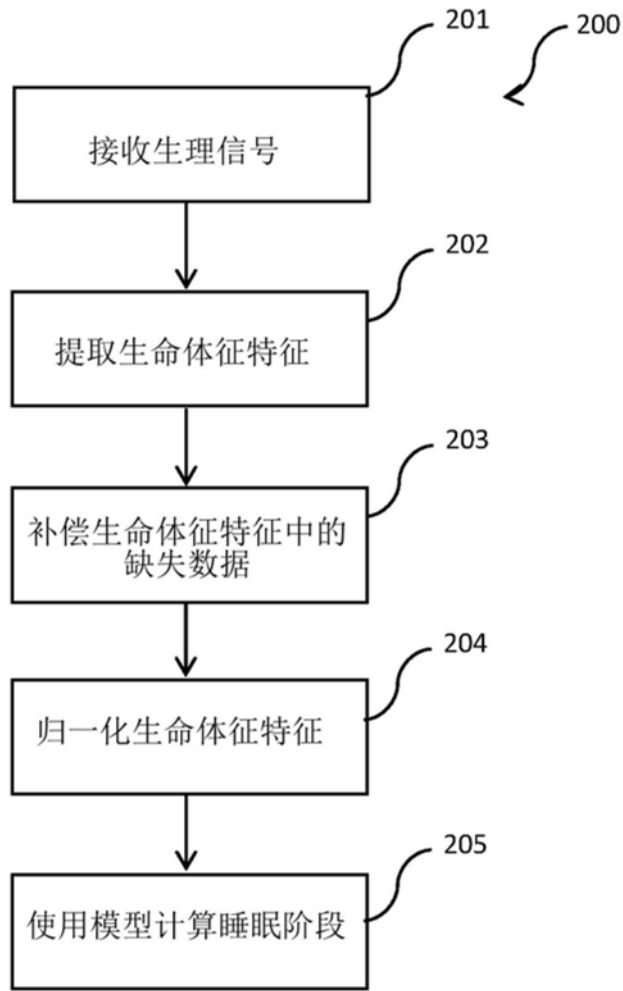 201
200
接收生理信号
202
提取生命体征特征
203
补偿生命体征特征中的
缺失数据
204
归一化生命体征特征
205
使用模型计算睡眠阶段